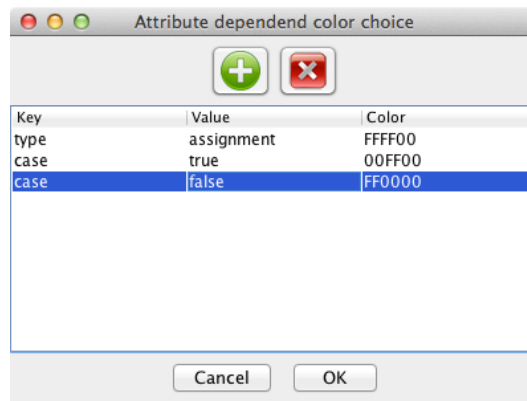 Attribute dependend color choice
Key Value Color
type assignment FFFF00
case true 00FF00
case false FF0000
Cancel OK